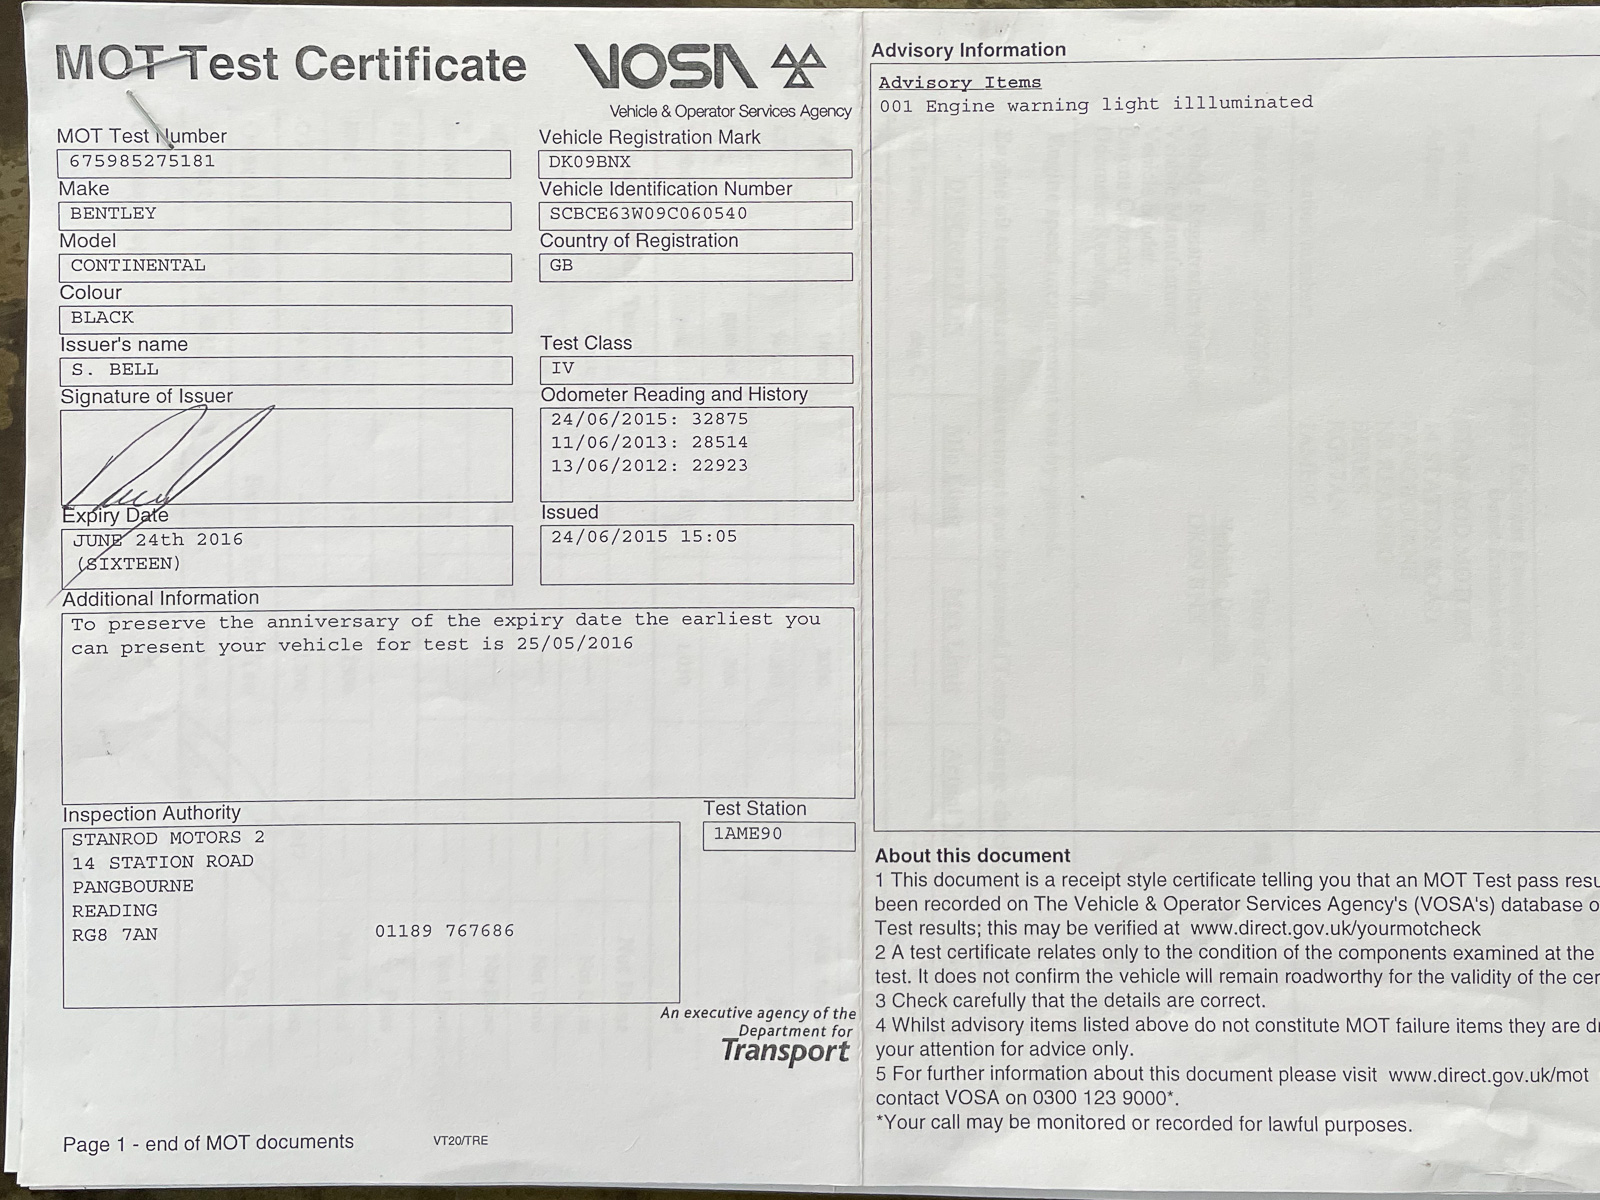 MOT Test Certificate
VOSA
Vehicle & Operator Services Agency
MOT Test Number
675985275181
Vehicle Registration Mark
DK09BNX
Make
BENTLEY
Vehicle Identification Number
SCBCE63W09C060540
Model
CONTINENTAL
Country of Registration
GB
Colour
BLACK
Issuer's name
S. BELL
Test Class
IV
Signature of Issuer
Odometer Reading and History
24/06/2015: 32875
11/06/2013: 28514
13/06/2012: 22923
Expiry Date
JUNE 24th 2016
(SIXTEEN)
Issued
24/06/2015 15:05
Additional Information
To preserve the anniversary of the expiry date the earliest you
can present your vehicle for test is 25/05/2016
Inspection Authority
STANROD MOTORS 2
14 STATION ROAD
PANGBOURNE
READING
RG8 7AN 01189 767686
Test Station
1AME90
An executive agency of the
Department for
Transport
Page 1 - end of MOT documents VT20/TRE
Advisory Information
Advisory Items
001 Engine warning light illluminated
About this document
1 This document is a receipt style certificate telling you that an MOT Test pass resu
been recorded on The Vehicle & Operator Services Agency's (VOSA's) database o
Test results; this may be verified at www.direct.gov.uk/yourmotcheck
2 A test certificate relates only to the condition of the components examined at the
test. It does not confirm the vehicle will remain roadworthy for the validity of the cer
3 Check carefully that the details are correct.
4 Whilst advisory items listed above do not constitute MOT failure items they are dr
your attention for advice only.
5 For further information about this document please visit www.direct.gov.uk/mot
contact VOSA on 0300 123 9000*.
*Your call may be monitored or recorded for lawful purposes.